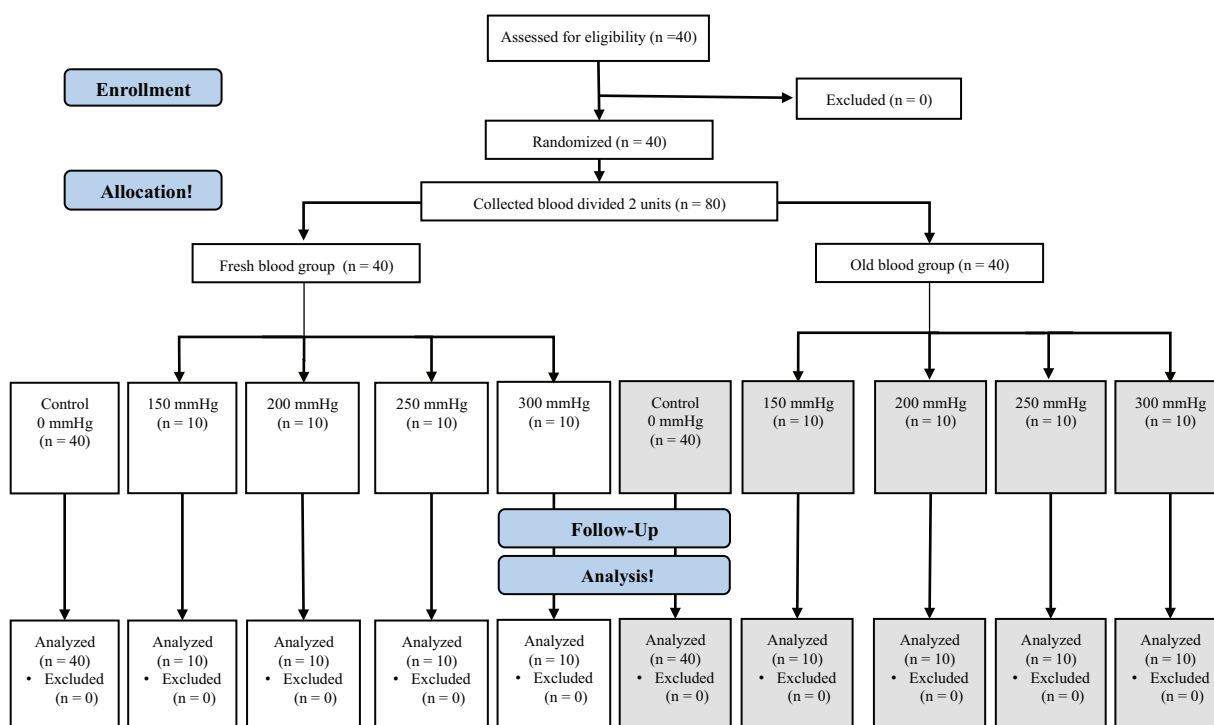 Assessed for eligibility (n =40)
Enrollment
Excluded (n = 0)
Randomized (n = 40)
Allocation!
Collected blood divided 2 units (n = 80)
Fresh blood group (n = 40)
Old blood group (n = 40)
Control
0 mmHg
(n = 40)
150 mmHg
(n = 10)
200 mmHg
(n = 10)
250 mmHg
(n = 10)
300 mmHg
(n = 10)
Control
0 mmHg
(n = 40)
150 mmHg
(n = 10)
200 mmHg
(n = 10)
250 mmHg
(n = 10)
300 mmHg
(n = 10)
Follow-Up
Analysis!
Analyzed
(n = 40)
• Excluded
(n = 0)
Analyzed
(n = 10)
• Excluded
(n = 0)
Analyzed
(n = 10)
• Excluded
(n = 0)
Analyzed
(n = 10)
• Excluded
(n = 0)
Analyzed
(n = 10)
• Excluded
(n = 0)
Analyzed
(n = 40)
• Excluded
(n = 0)
Analyzed
(n = 10)
• Excluded
(n = 0)
Analyzed
(n = 10)
• Excluded
(n = 0)
Analyzed
(n = 10)
• Excluded
(n = 0)
Analyzed
(n = 10)
• Excluded
(n = 0)